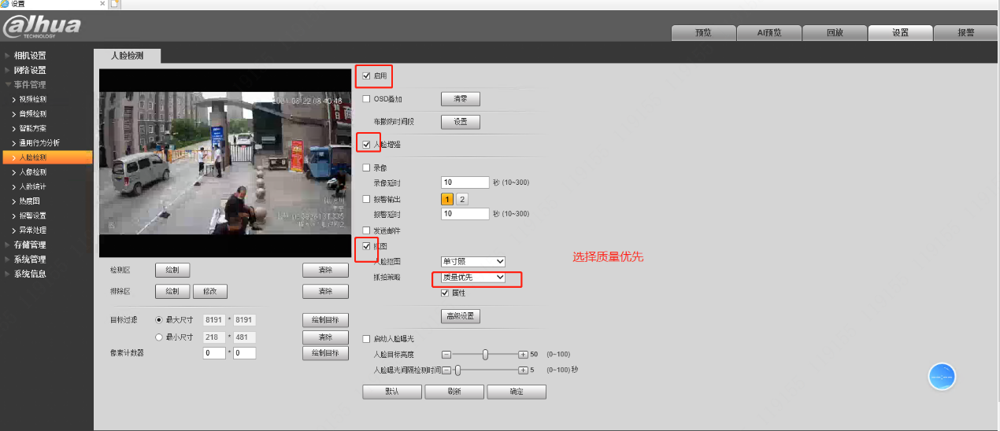 设置
alhua
TECHNOLOGY
预览
AI预览
回放
设置
报警
相机设置
网络设置
事件管理
视频检测
音频检测
智能方案
通用行为分析
人脸检测
人像检测
人数统计
热度图
报警设置
异常处理
存储管理
系统管理
系统信息
人脸检测
启用
OSD叠加 清零
布撤防时间段 设置
人脸增强
录像
录像延时 10 秒 (10~300)
报警输出 1 2
报警延时 10 秒 (10~300)
发送邮件
抓图
人脸抠图 单寸照
抓拍策略 质量优先
属性
高级设置
启动人脸曝光
人脸目标亮度 50 (0~100)
人脸曝光间隔检测时间 5 (0~100) 秒
默认 刷新 确定
检测区 绘制 清除
排除区 绘制 修改 清除
目标过滤 最大尺寸 8191 * 8191 绘制目标
最小尺寸 218 * 481 清除
像素计数器 0 * 0 绘制目标
选择质量优先